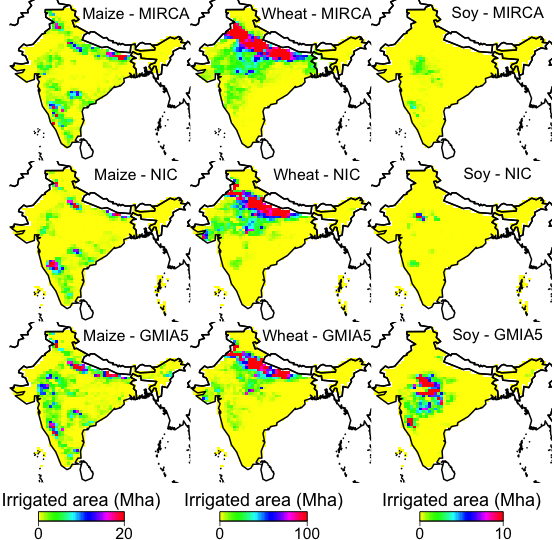 Maize - MIRCA Wheat - MIRCA Soy - MIRCA
Maize - NIC Wheat - NIC Soy - NIC
Maize - GMIA5 Wheat - GMIA5 Soy - GMIA5
Irrigated area (Mha) Irrigated area (Mha) Irrigated area (Mha)
0 20 0 100 0 10